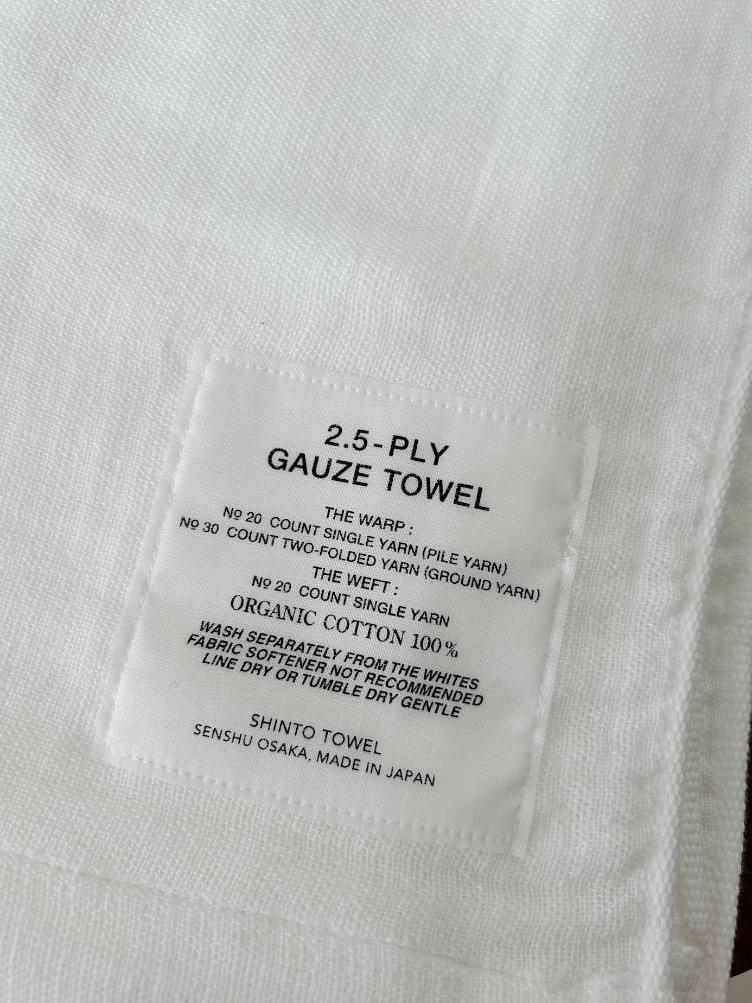 2.5-PLY
GAUZE TOWEL
THE WARP :
Nº 20 COUNT SINGLE YARN (PILE YARN)
Nº 30 COUNT TWO-FOLDED YARN (GROUND YARN)
THE WEFT :
Nº 20 COUNT SINGLE YARN
ORGANIC COTTON 100%
WASH SEPARATELY FROM THE WHITES
FABRIC SOFTENER NOT RECOMMENDED
LINE DRY OR TUMBLE DRY GENTLE
SHINTO TOWEL
SENSHU OSAKA, MADE IN JAPAN